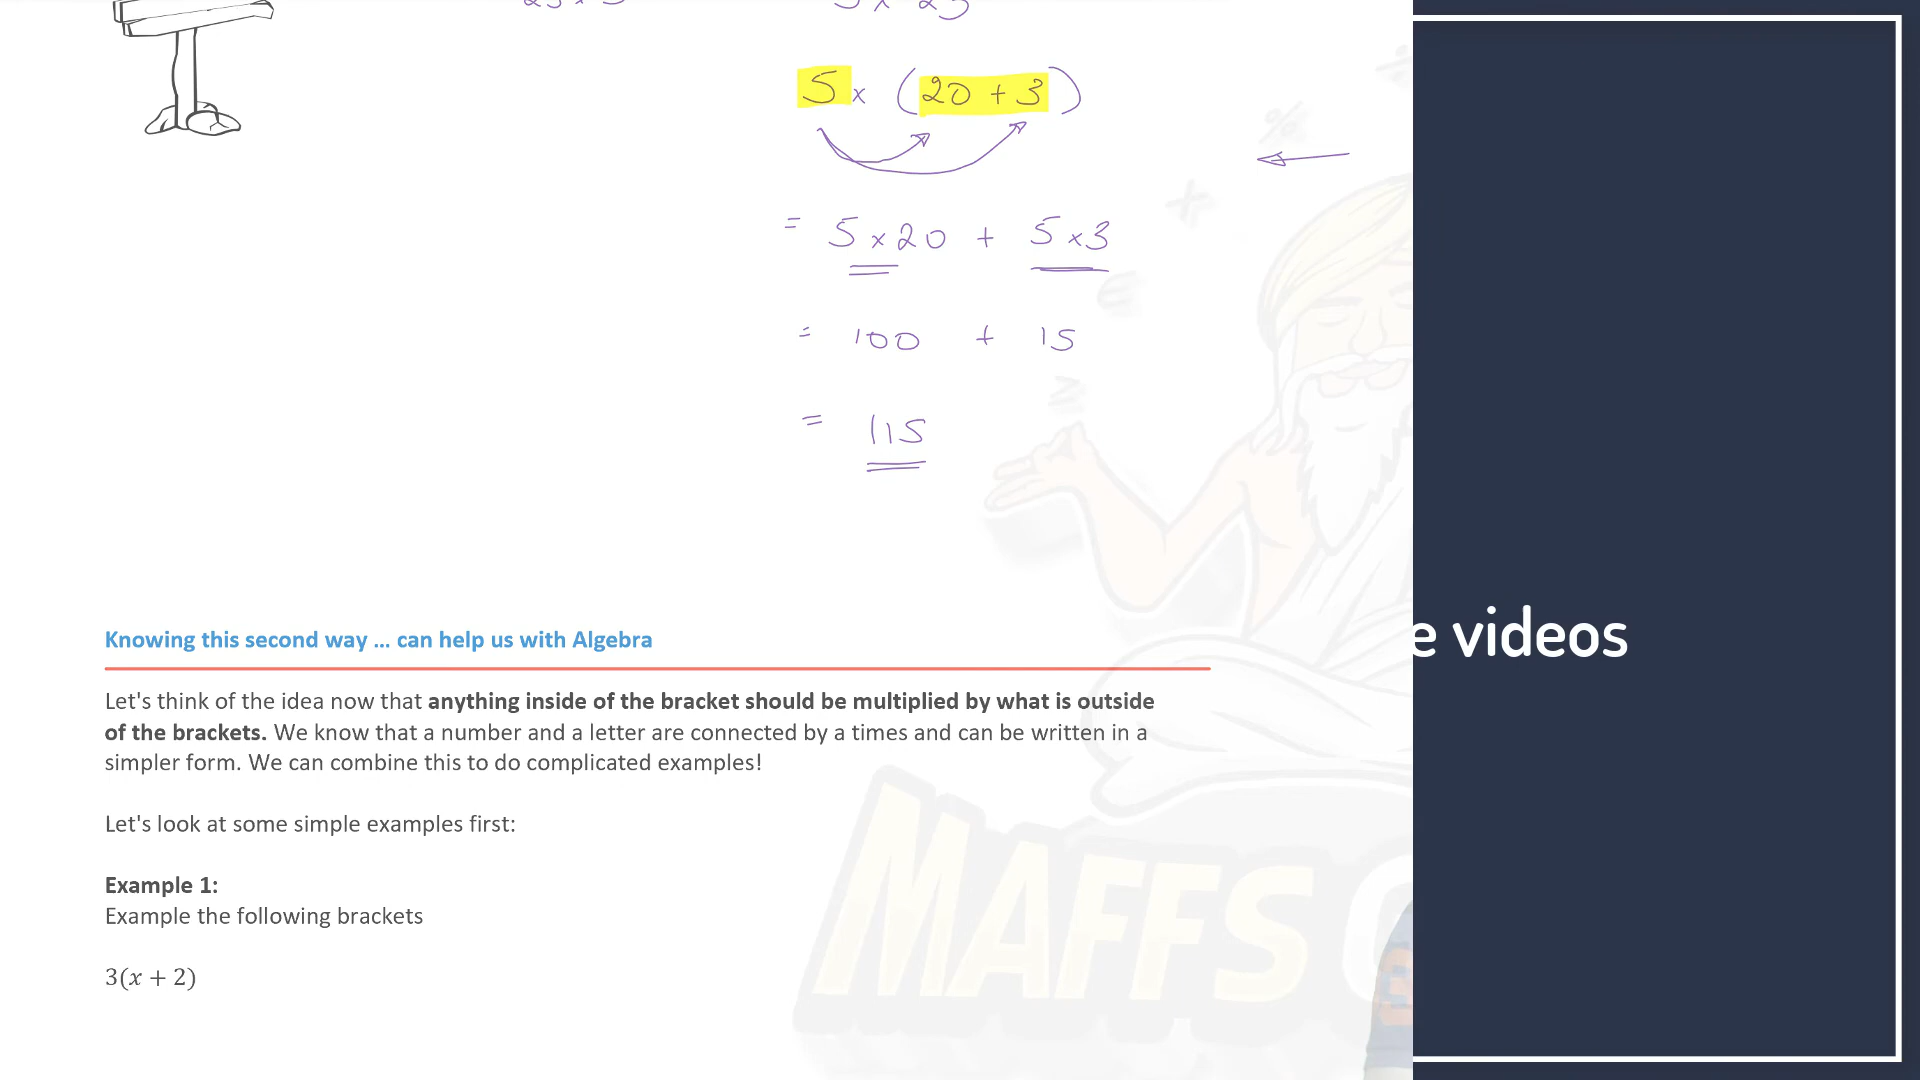 5 × (20 + 3)
= 5 × 20 + 5 × 3
= 100 + 15
= 115
e videos
Knowing this second way ... can help us with Algebra
Let's think of the idea now that anything inside of the bracket should be multiplied by what is outside
of the brackets. We know that a number and a letter are connected by a times and can be written in a
simpler form. We can combine this to do complicated examples!
Let's look at some simple examples first:
Example 1:
Example the following brackets
3(x + 2)
MAFFS